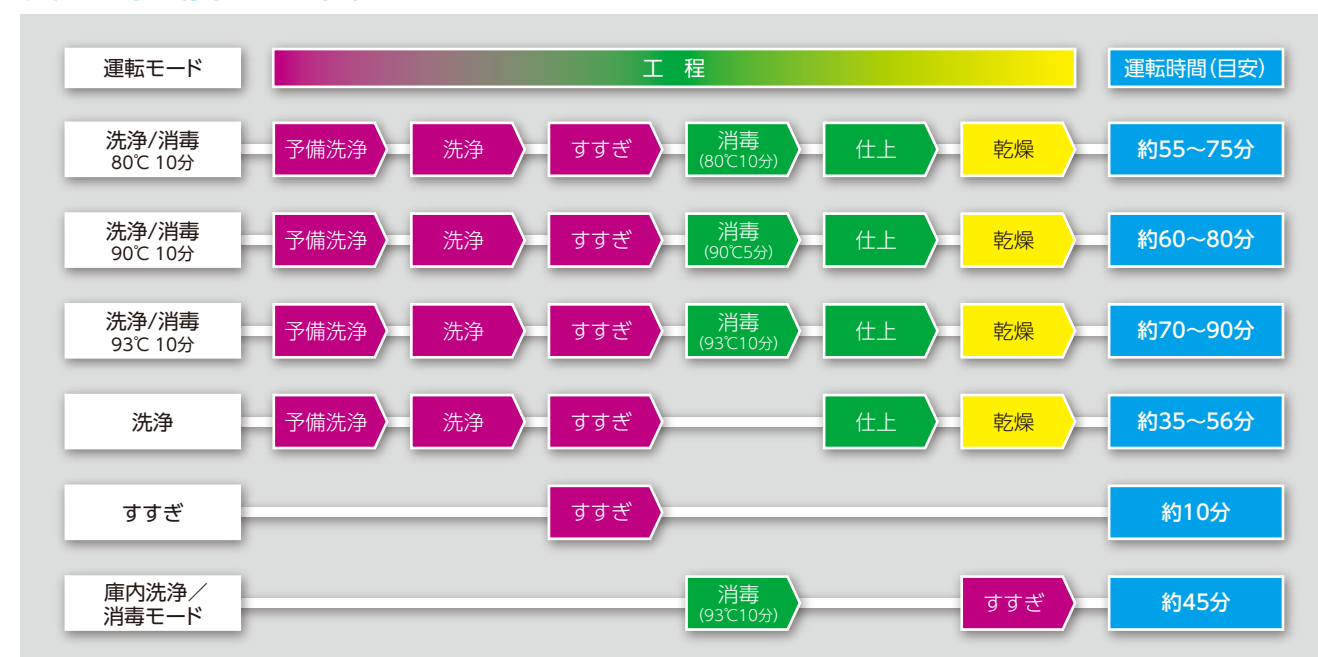 運転モード
工 程
運転時間(目安)
洗浄/消毒
80℃ 10分
予備洗浄
洗浄
すすぎ
消毒
(80℃10分)
仕上
乾燥
約55〜75分
洗浄/消毒
90℃ 10分
予備洗浄
洗浄
すすぎ
消毒
(90℃5分)
仕上
乾燥
約60〜80分
洗浄/消毒
93℃ 10分
予備洗浄
洗浄
すすぎ
消毒
(93℃10分)
仕上
乾燥
約70〜90分
洗浄
予備洗浄
洗浄
すすぎ
仕上
乾燥
約35〜56分
すすぎ
すすぎ
約10分
庫内洗浄／
消毒モード
消毒
(93℃10分)
すすぎ
約45分